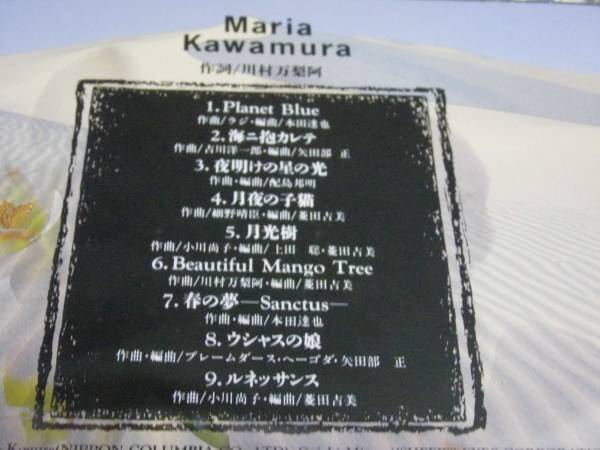 Maria
Kawamura
作詞/川村万梨阿
1. Planet Blue
作曲/ラジ・編曲/本田達也
2. 海ニ抱カレテ
作曲/吉川洋一郎・編曲/矢田部 正
3. 夜明けの星の光
作曲・編曲/配島邦明
4. 月夜の子猫
作曲/細野晴臣・編曲/菱田吉美
5. 月光樹
作曲/小川尚子・編曲/上田 聡・菱田吉美
6. Beautiful Mango Tree
作曲/川村万梨阿・編曲/菱田吉美
7. 春の夢—Sanctus—
作曲・編曲/本田達也
8. ウシャスの娘
作曲・編曲/プレームダース・ヘーゴダ・矢田部 正
9. ルネッサンス
作曲/小川尚子・編曲/菱田吉美
(NIPPON COLUMBIA CO., LTD)